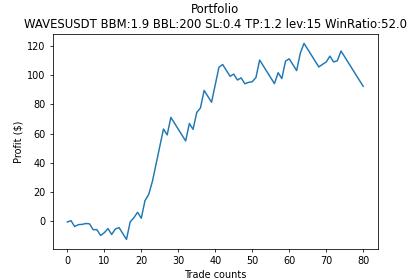 Portfolio
WAVESUSDT BBM:1.9 BBL:200 SL:0.4 TP:1.2 lev:15 WinRatio:52.0
120
100
80
60
40
20
0
Profit ($)
0 10 20 30 40 50 60 70 80
Trade counts